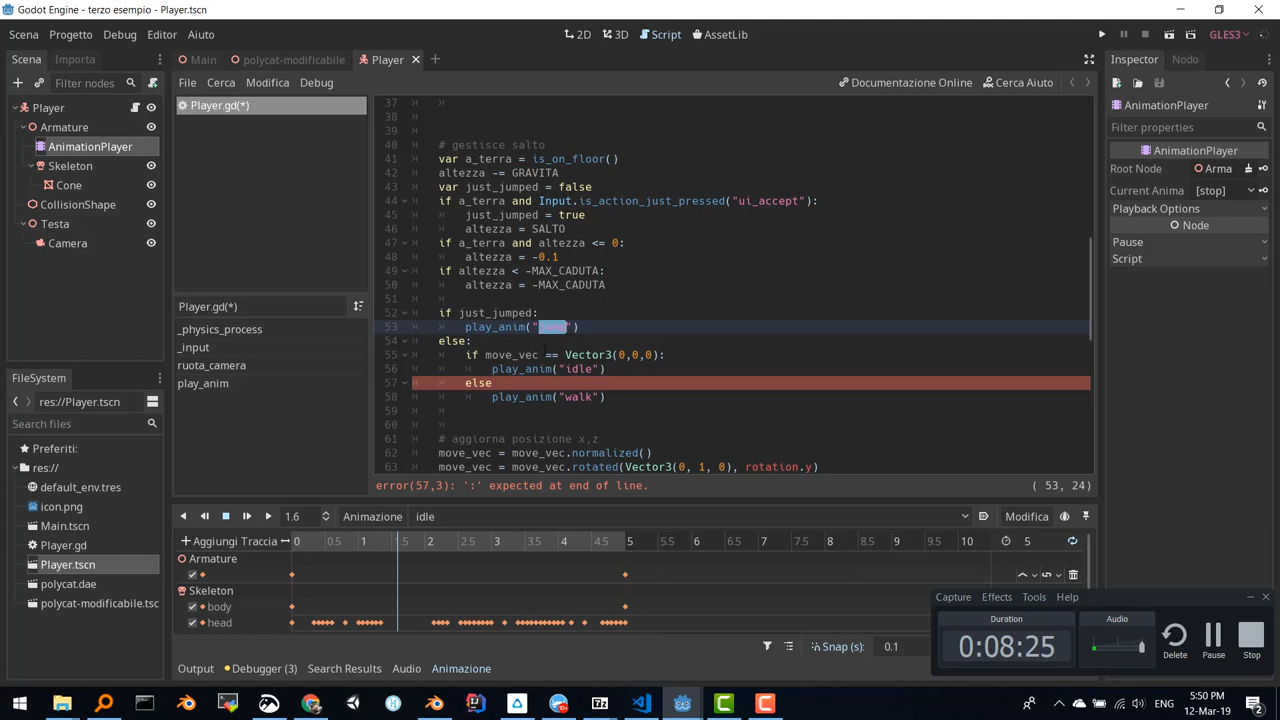 Godot Engine - terzo esempio - Player.tscn
Scena Progetto Debug Editor Aiuto
2D 3D Script AssetLib
GLES3
Scena Importa
Main polycat-modificabile Player
Inspector Nodo
Filter nodes
File Cerca Modifica Debug
Documentazione Online Cerca Aiuto
Player
Armature
AnimationPlayer
Skeleton
Cone
CollisionShape
Testa
Camera
Player.gd(*)
Player.gd(*)
_physics_process
_input
ruota_camera
play_anim
37
38
39
40 # gestisce salto
41 var a_terra = is_on_floor()
42 altezza -= GRAVITA
43 var just_jumped = false
44 if a_terra and Input.is_action_just_pressed("ui_accept"):
45 just_jumped = true
46 altezza = SALTO
47 if a_terra and altezza <= 0:
48 altezza = -0.1
49 if altezza < -MAX_CADUTA:
50 altezza = -MAX_CADUTA
51
52 if just_jumped:
53 play_anim(" ")
54 else:
55 if move_vec == Vector3(0,0,0):
56 play_anim("idle")
57 else
58 play_anim("walk")
59
60
61 # aggiorna posizione x,z
62 move_vec = move_vec.normalized()
63 move_vec = move_vec.rotated(Vector3(0, 1, 0), rotation.y)
error(57,3): ':' expected at end of line.
( 53, 24)
AnimationPlayer
Filter properties
AnimationPlayer
Root Node Arma
Current Anima [stop]
Playback Options
Node
Pause
Script
FileSystem
res://Player.tscn
Search files
Preferiti:
res://
default_env.tres
icon.png
Main.tscn
Player.gd
Player.tscn
polycat.dae
polycat-modificabile.tsc
1.6 Animazione idle Modifica
Aggiungi Traccia 0 0.5 1 1.5 2 2.5 3 3.5 4 4.5 5 5.5 6 6.5 7 7.5 8 8.5 9 9.5 10 5
Armature
Skeleton
body
head
Snap (s): 0.1
Output Debugger (3) Search Results Audio Animazione
Capture Effects Tools Help
Duration
0:08:25
Audio
Delete Pause Stop
5:50 PM
12-Mar-19
2